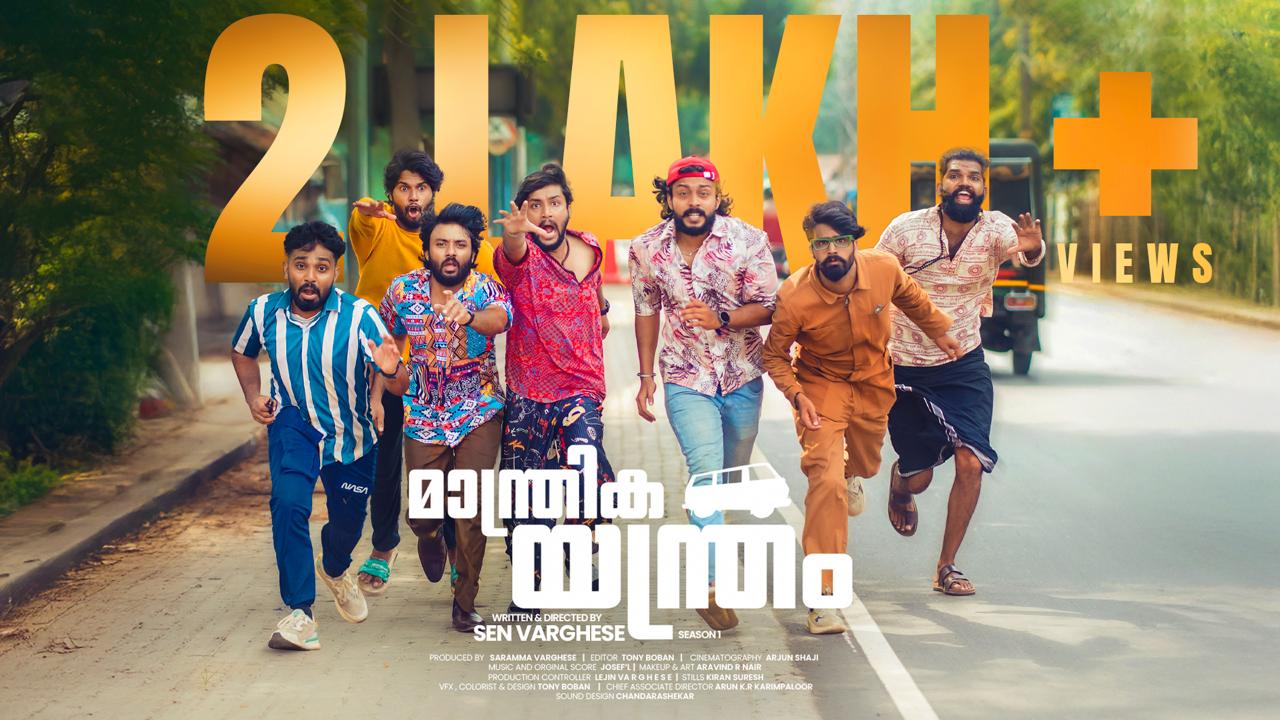 2 LAKH +
VIEWS
NASA
മാന്ത്രിക
യന്ത്രം
WRITTEN & DIRECTED BY
SEN VARGHESE
SEASON 1
PRODUCED BY SARAMMA VARGHESE | EDITOR TONY BOBAN | CINEMATOGRAPHY ARJUN SHAJI
MUSIC AND ORGINAL SCORE JOSEF'L | MAKEUP & ART ARAVIND R NAIR
PRODUCTION CONTROLLER LEJIN VARGHESE | STILLS KIRAN SURESH
VFX , COLORIST & DESIGN TONY BOBAN | CHIEF ASSOCIATE DIRECTOR ARUN K.R KARIMPALOOR
SOUND DESIGN CHANDARASHEKAR